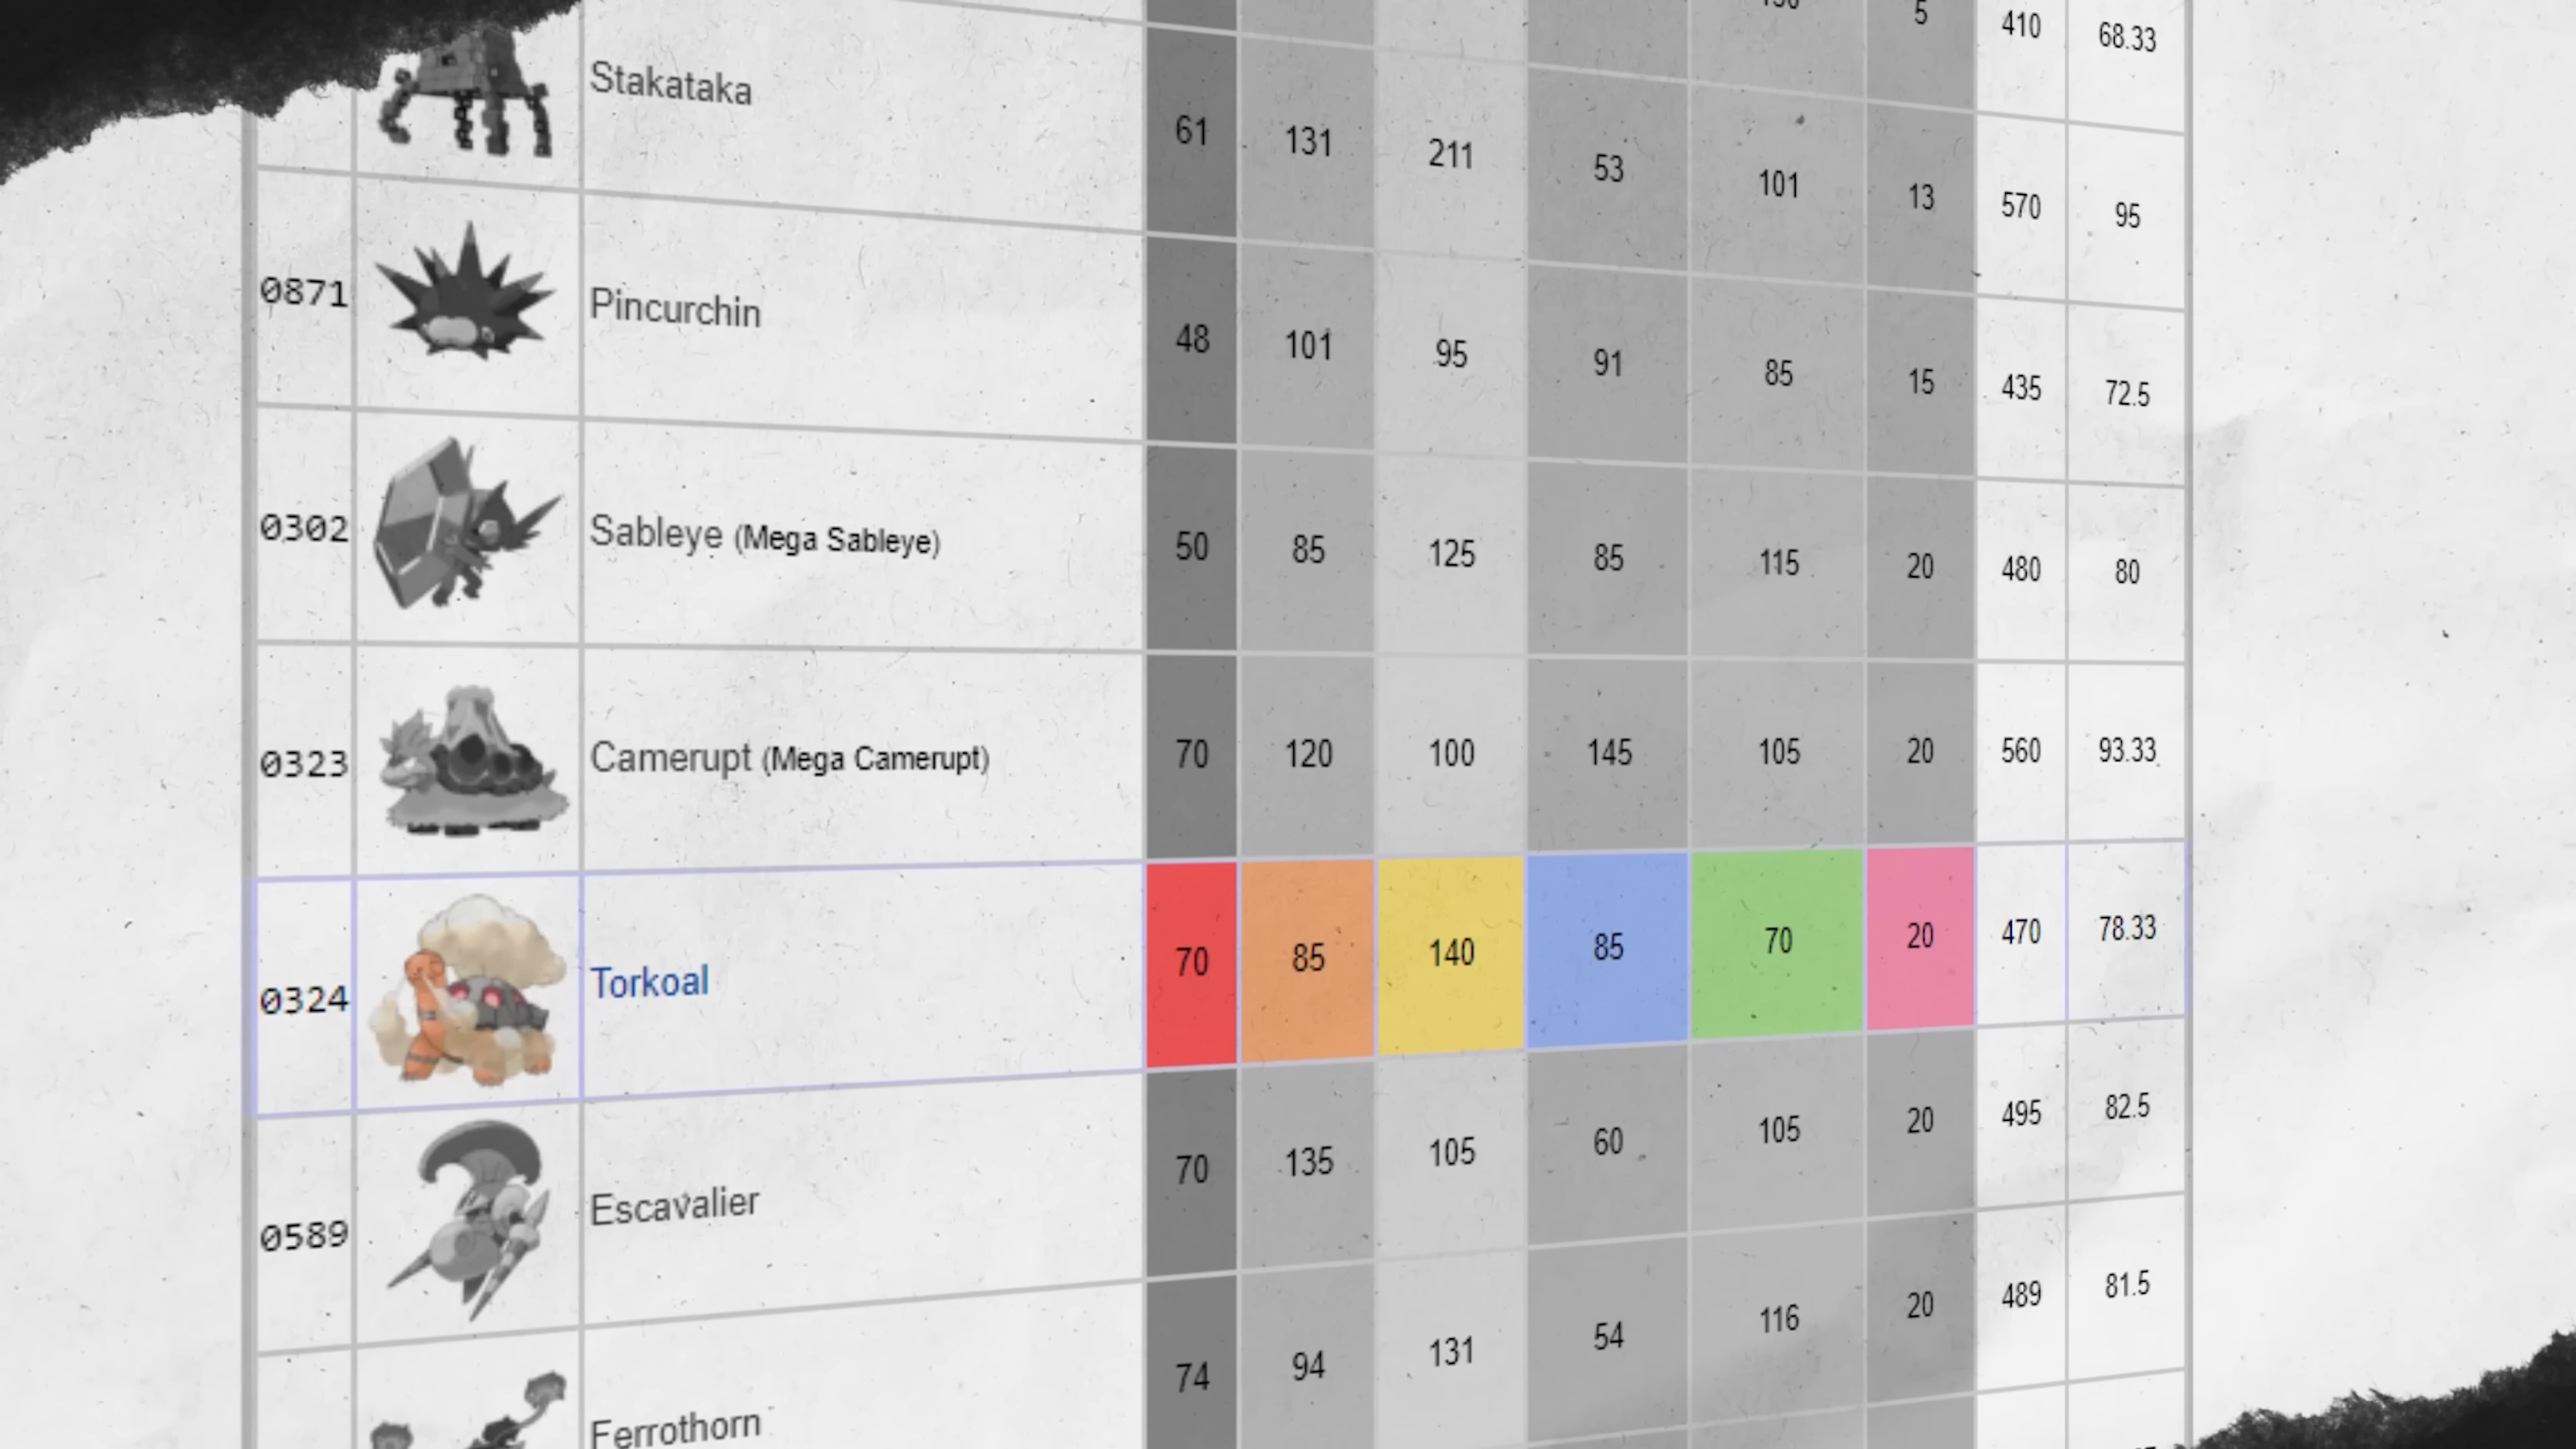 5 410 68.33
Stakataka 61 131 211 53 101 13 570 95
0871 Pincurchin 48 101 95 91 85 15 435 72.5
0302 Sableye (Mega Sableye) 50 85 125 85 115 20 480 80
0323 Camerupt (Mega Camerupt) 70 120 100 145 105 20 560 93.33
0324 Torkoal 70 85 140 85 70 20 470 78.33
0589 Escavalier 70 135 105 60 105 20 495 82.5
Ferrothorn 74 94 131 54 116 20 489 81.5